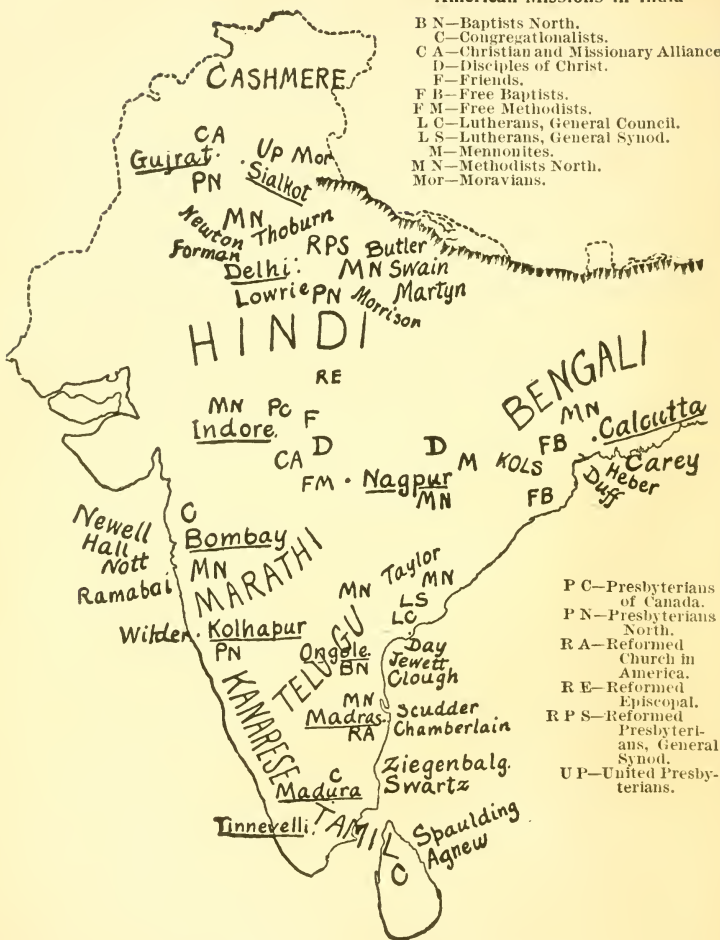 American Missions in India
B N—Baptists North.
C—Congregationalists.
C A—Christian and Missionary Alliance
D—Disciples of Christ.
F—Friends.
F B—Free Baptists.
F M—Free Methodists.
L C—Lutherans, General Council.
L S—Lutherans, General Synod.
M—Mennonites.
M N—Methodists North.
Mor—Moravians.
CASHMERE
CA
Gujrat.
PN
UP Mor
Sialkot
Newton
Forman
MN
Thoburn
RPS
Butler
Delhi
MN Swain
Lowrie PN Morrison
Martyn
HINDI
RE
BENGALI
MN
Calcutta
FB
Carey
Heber
Duff
MN PC F
Indore
CA D
FM
D
Nagpur
MN
M
KOLS
FB
Newell
Hall
Nott
Ramabai
C
Bombay
MN
MARATHI
Taylor
MN
MN
LS
LC
Wilder
Kolhapur
PN
TELUGU
Ongole
BN
Day
Jewett
Clough
KANARESE
MN
Madras
RA
Scudder
Chamberlain
C
Madura
Ziegenbalg.
Swartz
Tinnevelli
TAMIL
Spaulding
Agnew
C
P C—Presbyterians
of Canada.
P N—Presbyterians
North.
R A—Reformed
Church in
America.
R E—Reformed
Episcopal.
R P S—Reformed
Presbyteri-
ans, General
Synod.
U P—United Presby-
terians.